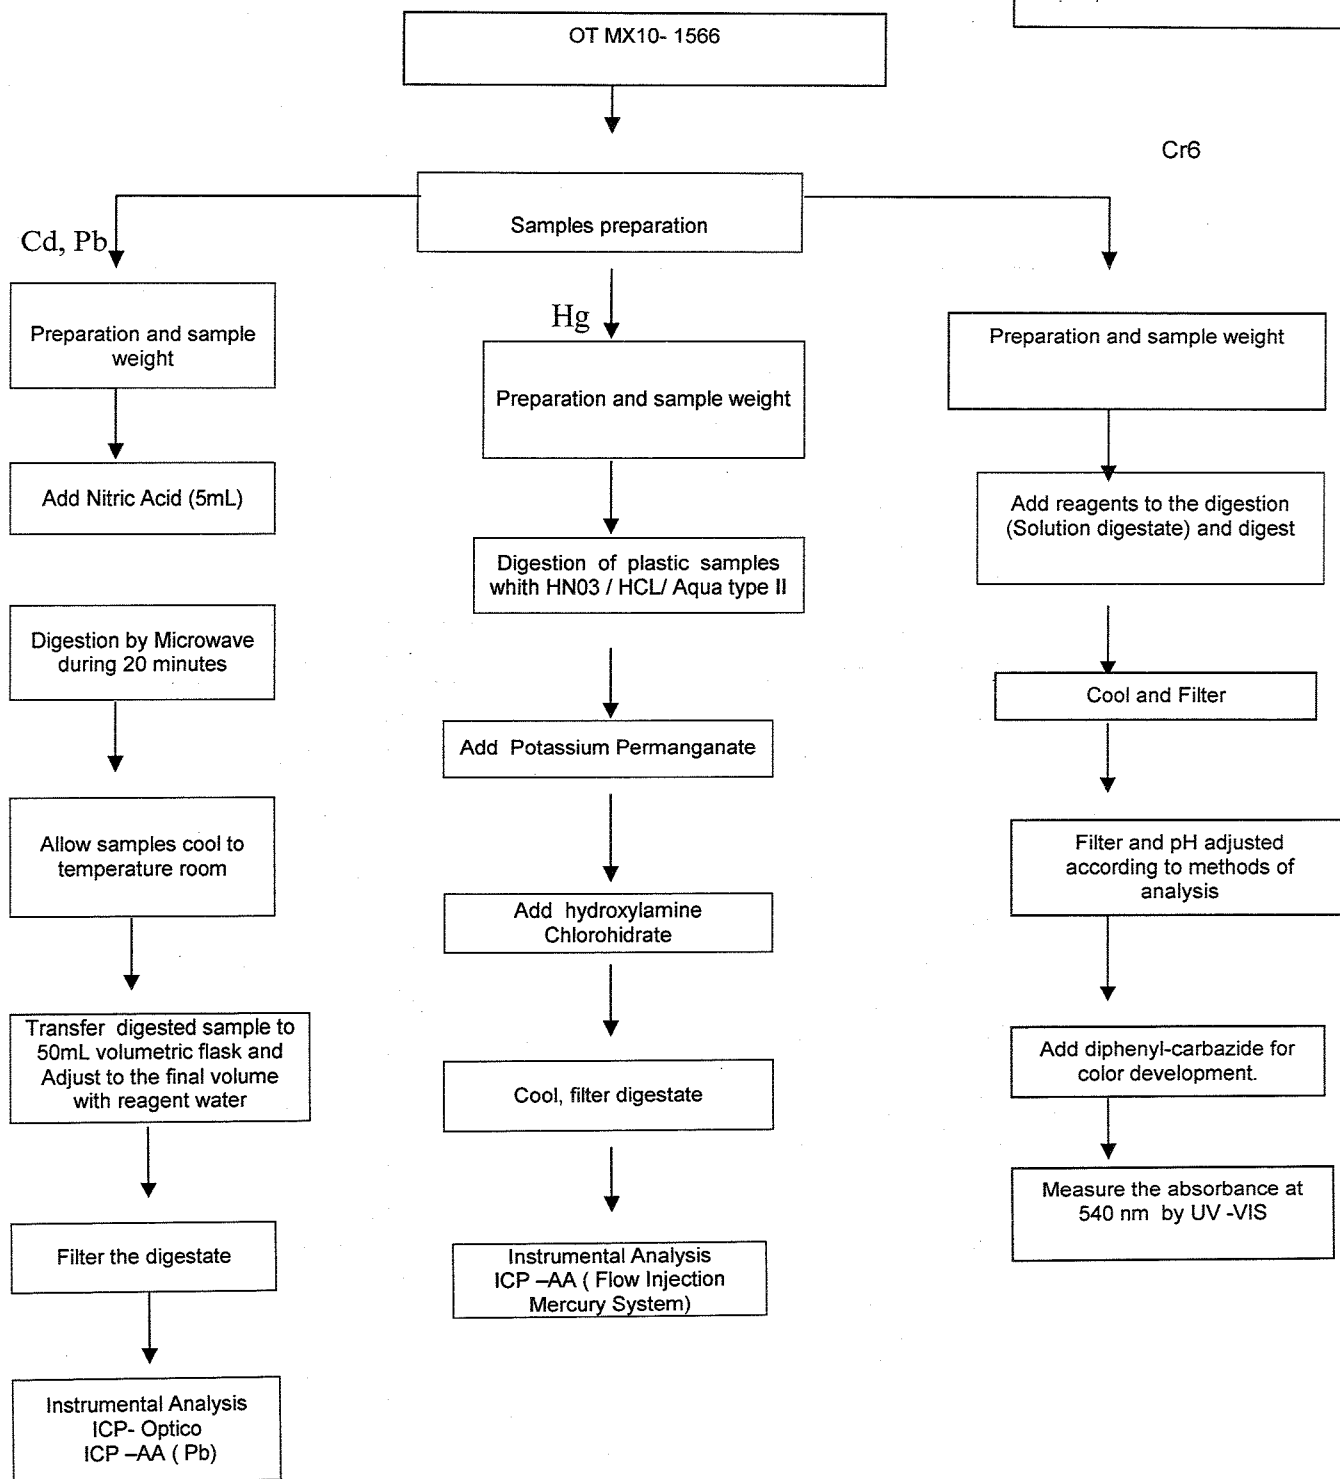 OT MX10- 1566
Samples preparation
Cd, Pb
Preparation and sample
weight
Add Nitric Acid (5mL)
Digestion by Microwave
during 20 minutes
Allow samples cool to
temperature room
Transfer digested sample to
50mL volumetric flask and
Adjust to the final volume
with reagent water
Filter the digestate
Instrumental Analysis
ICP- Optico
ICP –AA ( Pb)
Hg
Preparation and sample weight
Digestion of plastic samples
whith HN03 / HCL/ Aqua type II
Add Potassium Permanganate
Add hydroxylamine
Chlorohidrate
Cool, filter digestate
Instrumental Analysis
ICP –AA ( Flow Injection
Mercury System)
Cr6
Preparation and sample weight
Add reagents to the digestion
(Solution digestate) and digest
Cool and Filter
Filter and pH adjusted
according to methods of
analysis
Add diphenyl-carbazide for
color development.
Measure the absorbance at
540 nm by UV -VIS